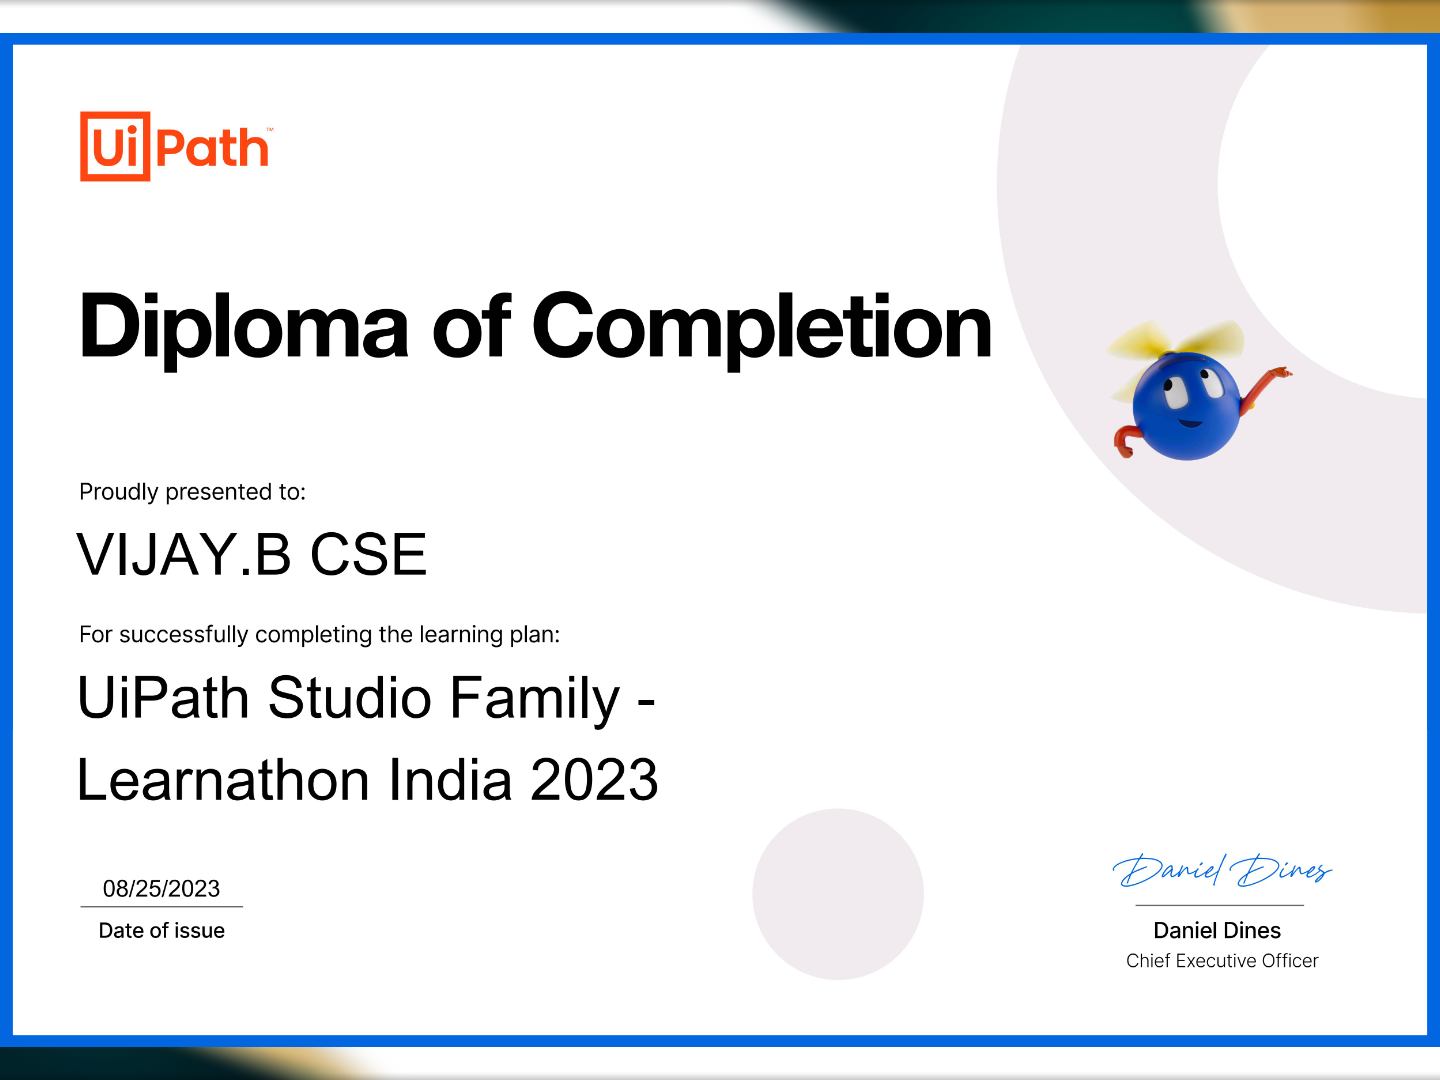 UiPath™
Diploma of Completion
Proudly presented to:
VIJAY.B CSE
For successfully completing the learning plan:
UiPath Studio Family -
Learnathon India 2023
08/25/2023
Date of issue
Daniel Dines
Daniel Dines
Chief Executive Officer